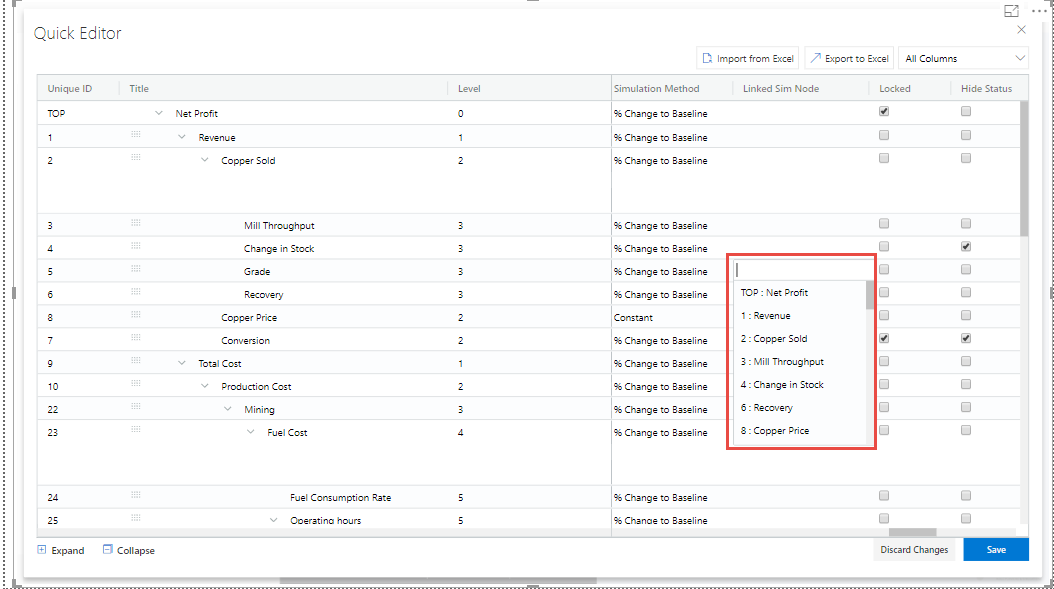 Quick Editor
Import from Excel Export to Excel All Columns
Unique ID Title Level Simulation Method Linked Sim Node Locked Hide Status
TOP Net Profit 0 % Change to Baseline
1 Revenue 1 % Change to Baseline
2 Copper Sold 2 % Change to Baseline
3 Mill Throughput 3 % Change to Baseline
4 Change in Stock 3 % Change to Baseline
5 Grade 3 % Change to Baseline
TOP : Net Profit
6 Recovery 3 % Change to Baseline
1 : Revenue
8 Copper Price 2 Constant
2 : Copper Sold
7 Conversion 2 % Change to Baseline
3 : Mill Throughput
9 Total Cost 1 % Change to Baseline
4 : Change in Stock
10 Production Cost 2 % Change to Baseline
6 : Recovery
22 Mining 3 % Change to Baseline
8 : Copper Price
23 Fuel Cost 4 % Change to Baseline
24 Fuel Consumption Rate 5 % Change to Baseline
25 Operating hours 5 % Change to Baseline
Expand Collapse Discard Changes Save